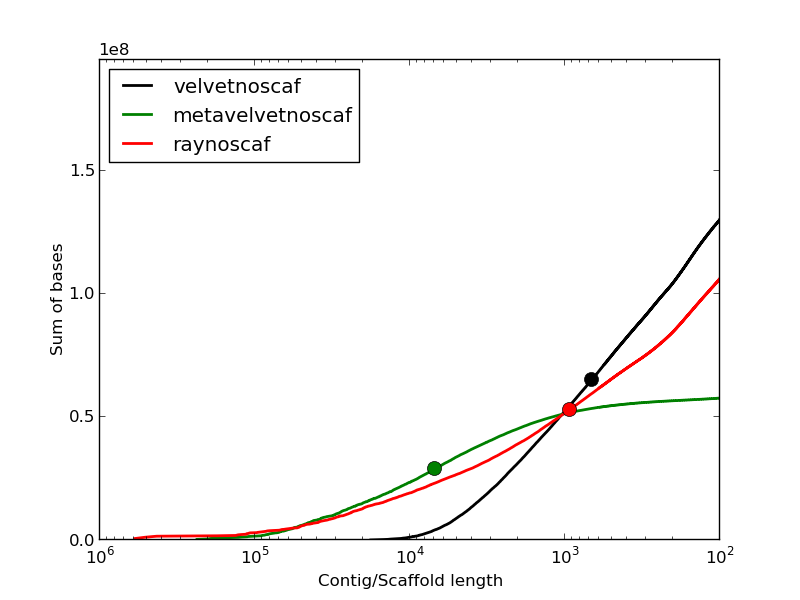 1e8
velvetnoscaf
metavelvetnoscaf
raynoscaf
1.5
1.0
0.5
0.0
Sum of bases
10^6 10^5 10^4 10^3 10^2
Contig/Scaffold length